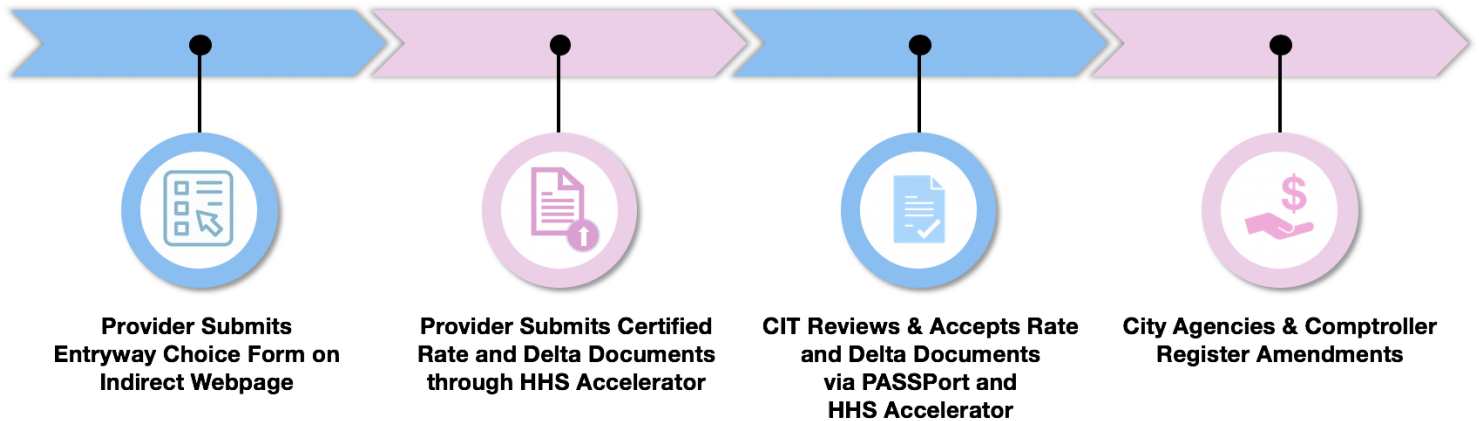 Provider Submits
Entryway Choice Form on
Indirect Webpage
Provider Submits Certified
Rate and Delta Documents
through HHS Accelerator
CIT Reviews & Accepts Rate
and Delta Documents
via PASSPort and
HHS Accelerator
$
City Agencies & Comptroller
Register Amendments